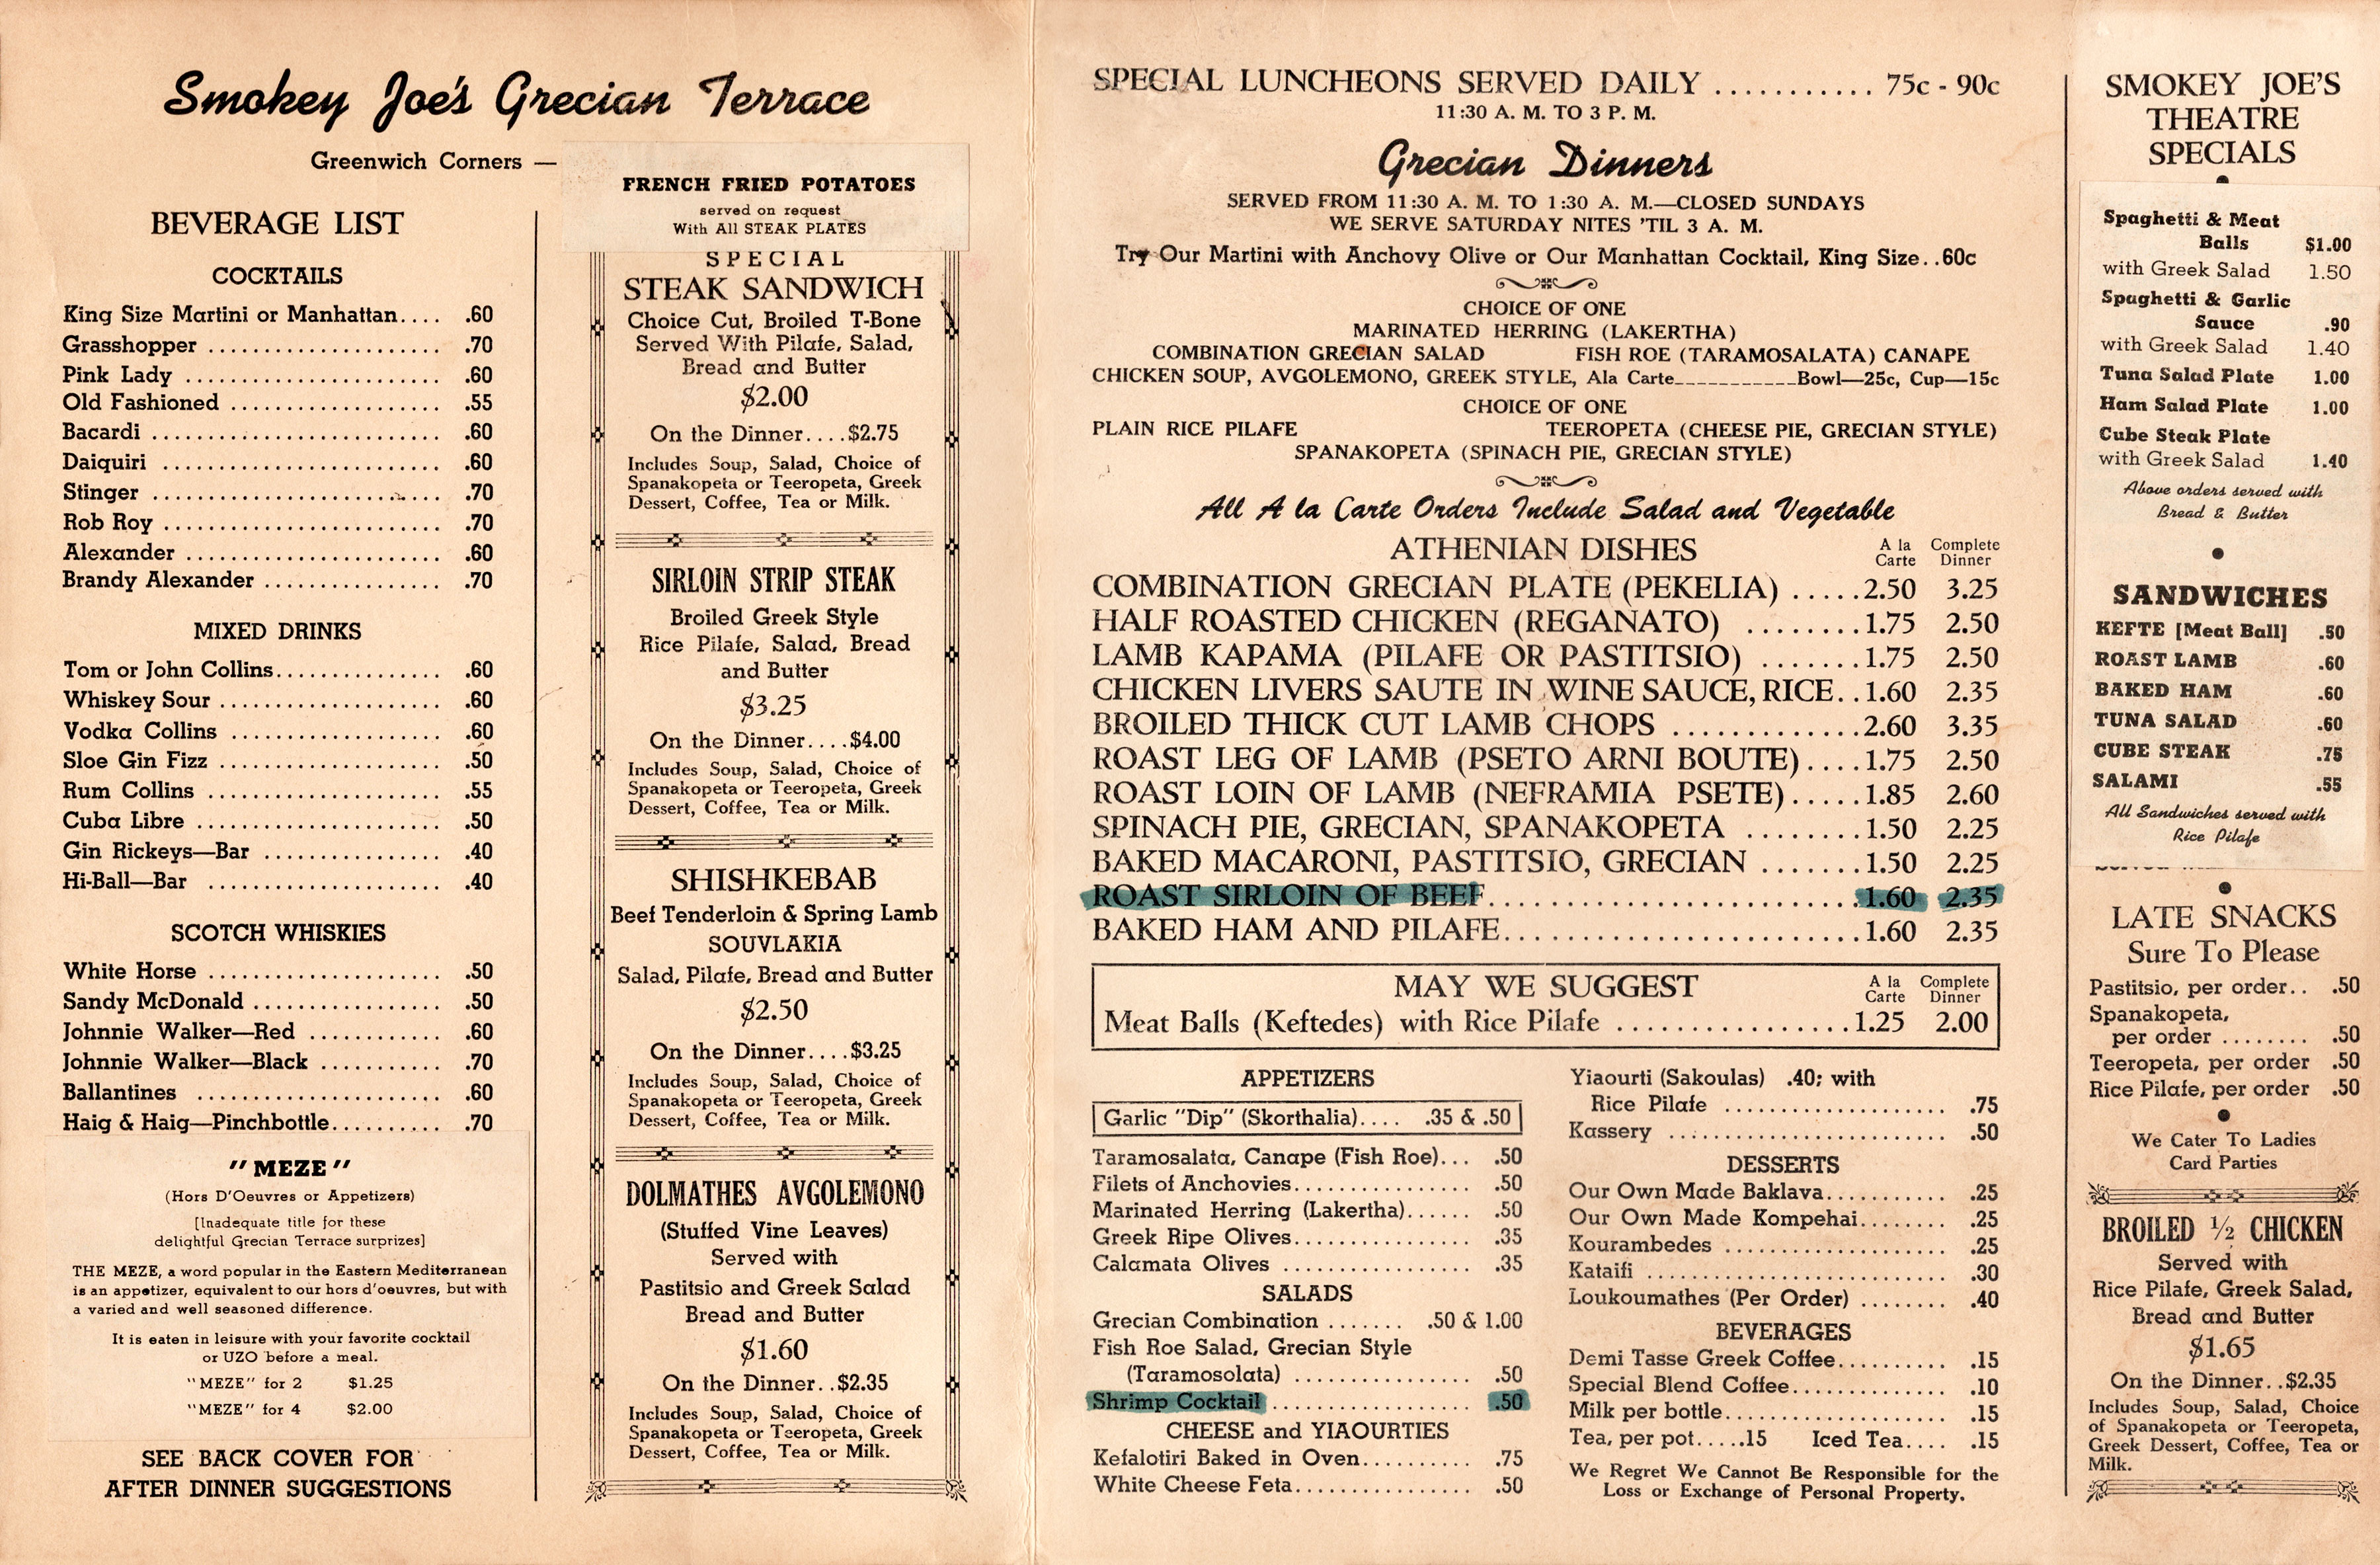 Smokey Joe's Grecian Terrace
Greenwich Corners —
BEVERAGE LIST
COCKTAILS
King Size Martini or Manhattan.... .60
Grasshopper .................... .70
Pink Lady .................... .60
Old Fashioned .................... .55
Bacardi .................... .60
Daiquiri .................... .60
Stinger .................... .70
Rob Roy .................... .70
Alexander .................... .60
Brandy Alexander .................... .70
MIXED DRINKS
Tom or John Collins.................... .60
Whiskey Sour .................... .60
Vodka Collins .................... .60
Sloe Gin Fizz .................... .50
Rum Collins .................... .55
Cuba Libre .................... .50
Gin Rickeys—Bar .................... .40
Hi-Ball—Bar .................... .40
SCOTCH WHISKIES
White Horse .................... .50
Sandy McDonald .................... .50
Johnnie Walker—Red .................... .60
Johnnie Walker—Black .................... .70
Ballantines .................... .60
Haig & Haig—Pinchbottle.......... .70
"MEZE"
(Hors D'Oeuvres or Appetizers)
[Inadequate title for these
delightful Grecian Terrace surprizes]
THE MEZE, a word popular in the Eastern Mediterranean
is an appetizer, equivalent to our hors d'oeuvres, but with
a varied and well seasoned difference.
It is eaten in leisure with your favorite cocktail
or UZO before a meal.
"MEZE" for 2 $1.25
"MEZE" for 4 $2.00
SEE BACK COVER FOR
AFTER DINNER SUGGESTIONS
FRENCH FRIED POTATOES
served on request
With All STEAK PLATES
SPECIAL
STEAK SANDWICH
Choice Cut, Broiled T-Bone
Served With Pilafe, Salad,
Bread and Butter
$2.00
On the Dinner....$2.75
Includes Soup, Salad, Choice of
Spanakopeta or Teeropeta, Greek
Dessert, Coffee, Tea or Milk.
SIRLOIN STRIP STEAK
Broiled Greek Style
Rice Pilafe, Salad, Bread
and Butter
$3.25
On the Dinner....$4.00
Includes Soup, Salad, Choice of
Spanakopeta or Teeropeta, Greek
Dessert, Coffee, Tea or Milk.
SHISHKEBAB
Beef Tenderloin & Spring Lamb
SOUVLAKIA
Salad, Pilafe, Bread and Butter
$2.50
On the Dinner....$3.25
Includes Soup, Salad, Choice of
Spanakopeta or Teeropeta, Greek
Dessert, Coffee, Tea or Milk.
DOLMATHES AVGOLEMONO
(Stuffed Vine Leaves)
Served with
Pastitsio and Greek Salad
Bread and Butter
$1.60
On the Dinner..$2.35
Includes Soup, Salad, Choice of
Spanakopeta or Teeropeta, Greek
Dessert, Coffee, Tea or Milk.
SPECIAL LUNCHEONS SERVED DAILY ........... 75c - 90c
11:30 A. M. TO 3 P. M.
Grecian Dinners
SERVED FROM 11:30 A. M. TO 1:30 A. M.—CLOSED SUNDAYS
WE SERVE SATURDAY NITES 'TIL 3 A. M.
Try Our Martini with Anchovy Olive or Our Manhattan Cocktail, King Size..60c
CHOICE OF ONE
MARINATED HERRING (LAKERTHA)
COMBINATION GRECIAN SALAD FISH ROE (TARAMOSALATA) CANAPE
CHICKEN SOUP, AVGOLEMONO, GREEK STYLE, Ala Carte____________Bowl—25c, Cup—15c
CHOICE OF ONE
PLAIN RICE PILAFE TEEROPETA (CHEESE PIE, GRECIAN STYLE)
SPANAKOPETA (SPINACH PIE, GRECIAN STYLE)
All A la Carte Orders Include Salad and Vegetable
ATHENIAN DISHES A la Carte Complete Dinner
COMBINATION GRECIAN PLATE (PEKELIA) .....2.50 3.25
HALF ROASTED CHICKEN (REGANATO) ........1.75 2.50
LAMB KAPAMA (PILAFE OR PASTITSIO) .......1.75 2.50
CHICKEN LIVERS SAUTE IN WINE SAUCE, RICE..1.60 2.35
BROILED THICK CUT LAMB CHOPS .............2.60 3.35
ROAST LEG OF LAMB (PSETO ARNI BOUTE)....1.75 2.50
ROAST LOIN OF LAMB (NEFRAMIA PSETE).....1.85 2.60
SPINACH PIE, GRECIAN, SPANAKOPETA ........1.50 2.25
BAKED MACARONI, PASTITSIO, GRECIAN .......1.50 2.25
ROAST SIRLOIN OF BEEF..........................1.60 2.35
BAKED HAM AND PILAFE.........................1.60 2.35
MAY WE SUGGEST A la Carte Complete Dinner
Meat Balls (Keftedes) with Rice Pilafe ................1.25 2.00
APPETIZERS
Garlic "Dip" (Skorthalia).... .35 & .50
Taramosalata, Canape (Fish Roe)... .50
Filets of Anchovies................ .50
Marinated Herring (Lakertha)...... .50
Greek Ripe Olives................ .35
Calamata Olives ................ .35
SALADS
Grecian Combination ....... .50 & 1.00
Fish Roe Salad, Grecian Style
(Taramosolata) ................ .50
Shrimp Cocktail .................. .50
CHEESE and YIAOURTIES
Kefalotiri Baked in Oven.......... .75
White Cheese Feta................ .50
Yiaourti (Sakoulas) .40; with
Rice Pilafe .................... .75
Kassery ......................... .50
DESSERTS
Our Own Made Baklava........... .25
Our Own Made Kompehai........ .25
Kourambedes .................... .25
Kataifi ........................... .30
Loukoumathes (Per Order) ........ .40
BEVERAGES
Demi Tasse Greek Coffee.......... .15
Special Blend Coffee.............. .10
Milk per bottle.................... .15
Tea, per pot.....15 Iced Tea.... .15
We Regret We Cannot Be Responsible for the
Loss or Exchange of Personal Property.
SMOKEY JOE'S
THEATRE
SPECIALS
Spaghetti & Meat
Balls $1.00
with Greek Salad 1.50
Spaghetti & Garlic
Sauce .90
with Greek Salad 1.40
Tuna Salad Plate 1.00
Ham Salad Plate 1.00
Cube Steak Plate
with Greek Salad 1.40
Above orders served with
Bread & Butter
SANDWICHES
KEFTE [Meat Ball] .50
ROAST LAMB .60
BAKED HAM .60
TUNA SALAD .60
CUBE STEAK .75
SALAMI .55
All Sandwiches served with
Rice Pilafe
LATE SNACKS
Sure To Please
Pastitsio, per order.. .50
Spanakopeta,
per order ........ .50
Teeropeta, per order .50
Rice Pilafe, per order .50
We Cater To Ladies
Card Parties
BROILED ½ CHICKEN
Served with
Rice Pilafe, Greek Salad,
Bread and Butter
$1.65
On the Dinner..$2.35
Includes Soup, Salad, Choice
of Spanakopeta or Teeropeta,
Greek Dessert, Coffee, Tea or
Milk.